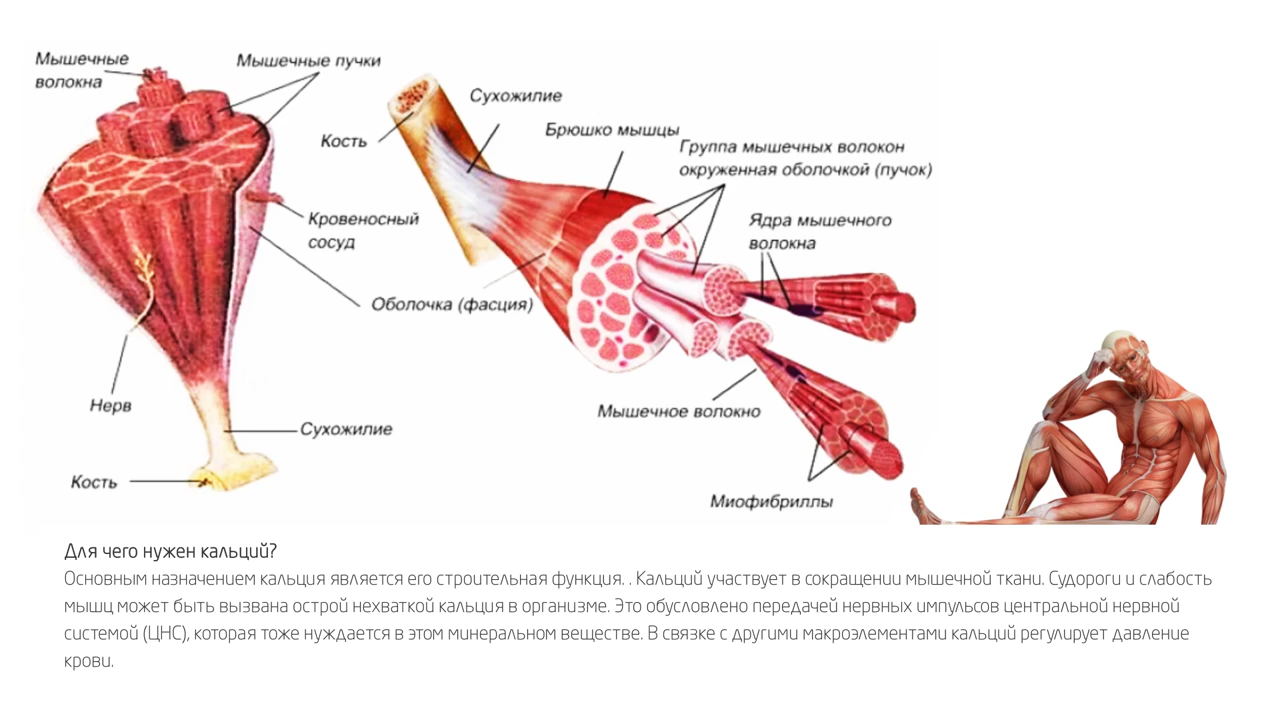 Мышечные
волокна
Мышечные пучки
Сухожилие
Кость
Брюшко мышцы
Группа мышечных волокон
окруженная оболочкой (пучок)
Кровеносный
сосуд
Ядра мышечного
волокна
Оболочка (фасция)
Нерв
Мышечное волокно
Сухожилие
Кость
Миофибриллы
Для чего нужен кальций?
Основным назначением кальция является его строительная функция. . Кальций участвует в сокращении мышечной ткани. Судороги и слабость
мышц может быть вызвана острой нехваткой кальция в организме. Это обусловлено передачей нервных импульсов центральной нервной
системой (ЦНС), которая тоже нуждается в этом минеральном веществе. В связке с другими макроэлементами кальций регулирует давление
крови.